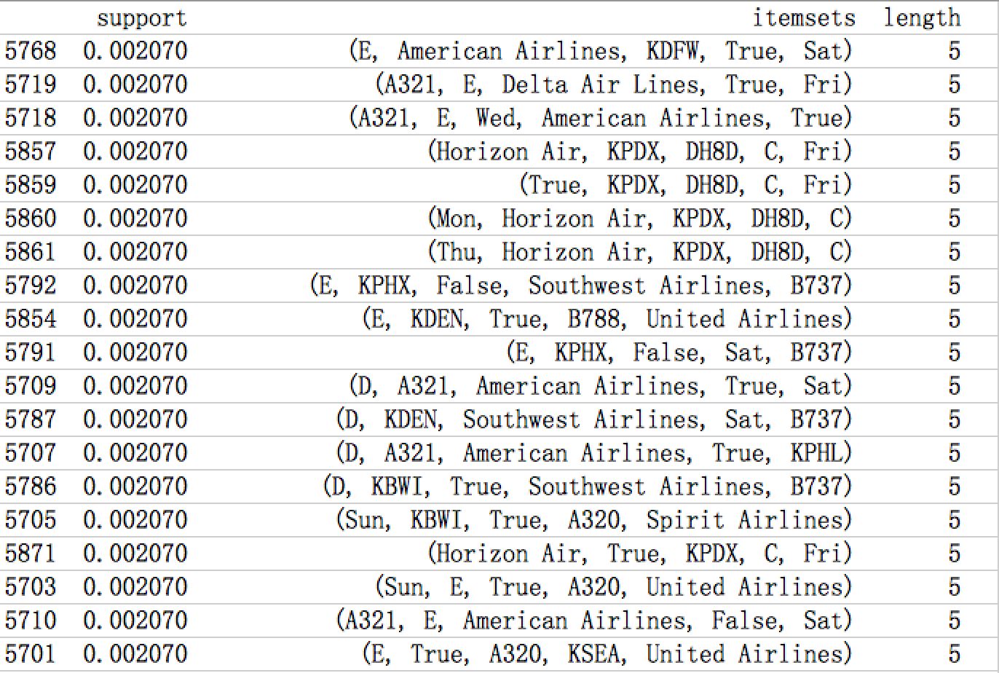 support itemsets length
5768 0.002070 (E, American Airlines, KDFW, True, Sat) 5
5719 0.002070 (A321, E, Delta Air Lines, True, Fri) 5
5718 0.002070 (A321, E, Wed, American Airlines, True) 5
5857 0.002070 (Horizon Air, KPDX, DH8D, C, Fri) 5
5859 0.002070 (True, KPDX, DH8D, C, Fri) 5
5860 0.002070 (Mon, Horizon Air, KPDX, DH8D, C) 5
5861 0.002070 (Thu, Horizon Air, KPDX, DH8D, C) 5
5792 0.002070 (E, KPHX, False, Southwest Airlines, B737) 5
5854 0.002070 (E, KDEN, True, B788, United Airlines) 5
5791 0.002070 (E, KPHX, False, Sat, B737) 5
5709 0.002070 (D, A321, American Airlines, True, Sat) 5
5787 0.002070 (D, KDEN, Southwest Airlines, Sat, B737) 5
5707 0.002070 (D, A321, American Airlines, True, KPHL) 5
5786 0.002070 (D, KBWI, True, Southwest Airlines, B737) 5
5705 0.002070 (Sun, KBWI, True, A320, Spirit Airlines) 5
5871 0.002070 (Horizon Air, True, KPDX, C, Fri) 5
5703 0.002070 (Sun, E, True, A320, United Airlines) 5
5710 0.002070 (A321, E, American Airlines, False, Sat) 5
5701 0.002070 (E, True, A320, KSEA, United Airlines) 5